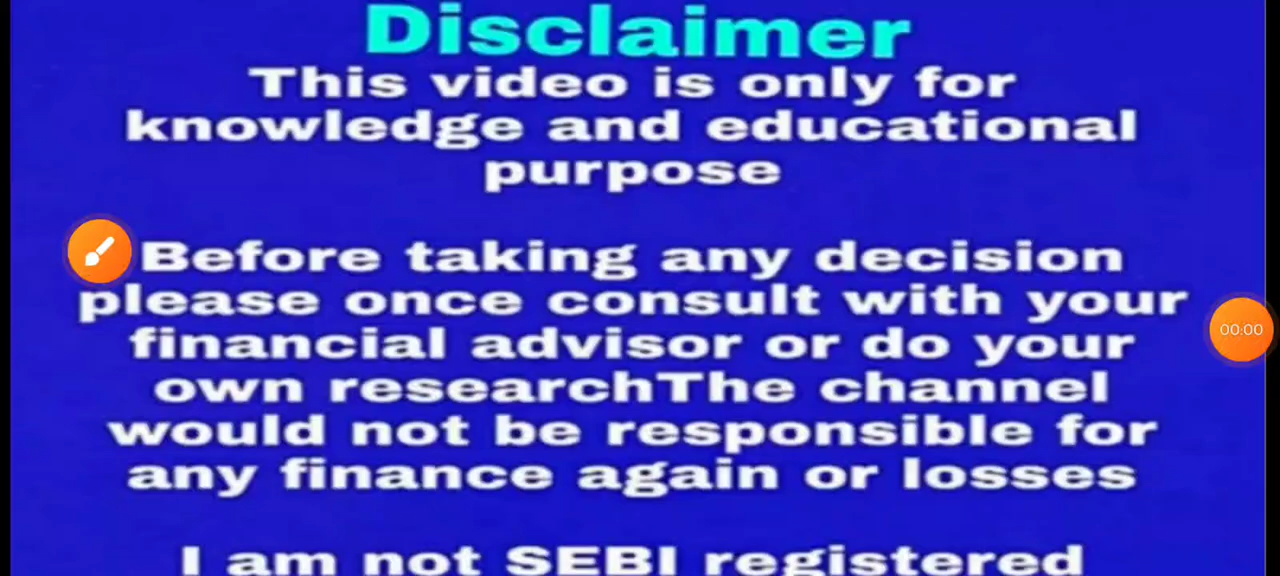 Disclaimer
This video is only for
knowledge and educational
purpose
Before taking any decision
please once consult with your
financial advisor or do your
own researchThe channel
would not be responsible for
any finance again or losses
I am not SEBI registered
00:00